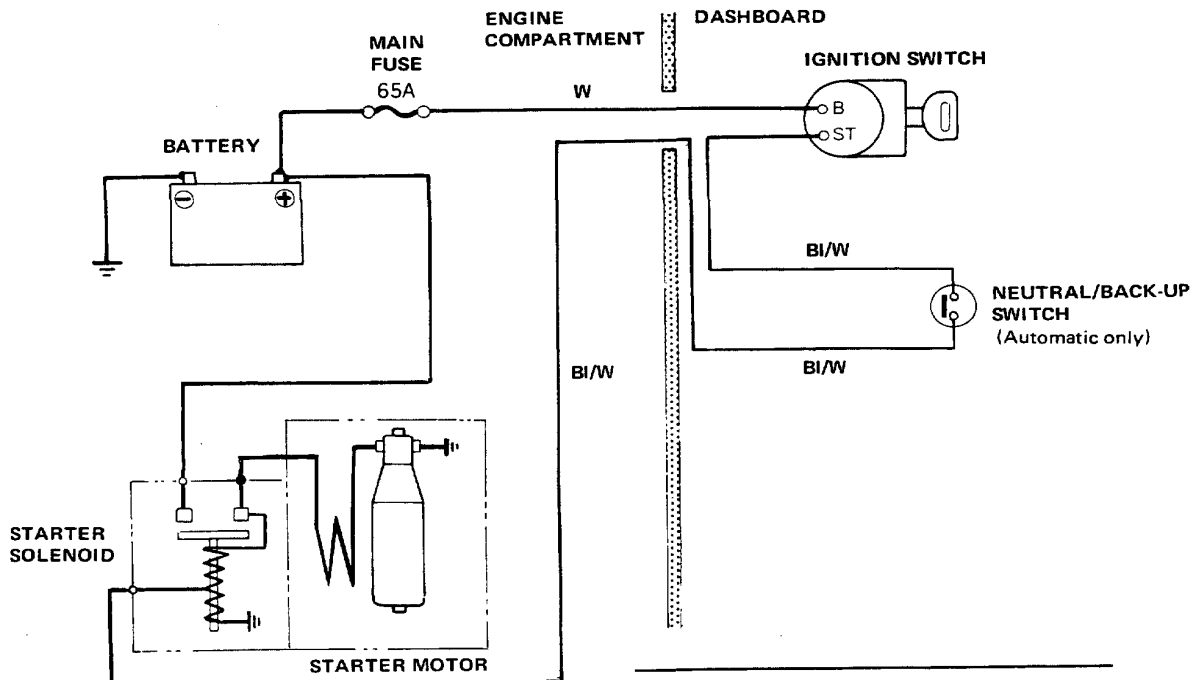 ENGINE
COMPARTMENT
DASHBOARD
MAIN
FUSE
65A
W
IGNITION SWITCH
B
ST
BATTERY
−
+
Bl/W
NEUTRAL/BACK-UP
SWITCH
(Automatic only)
Bl/W
Bl/W
STARTER
SOLENOID
STARTER MOTOR